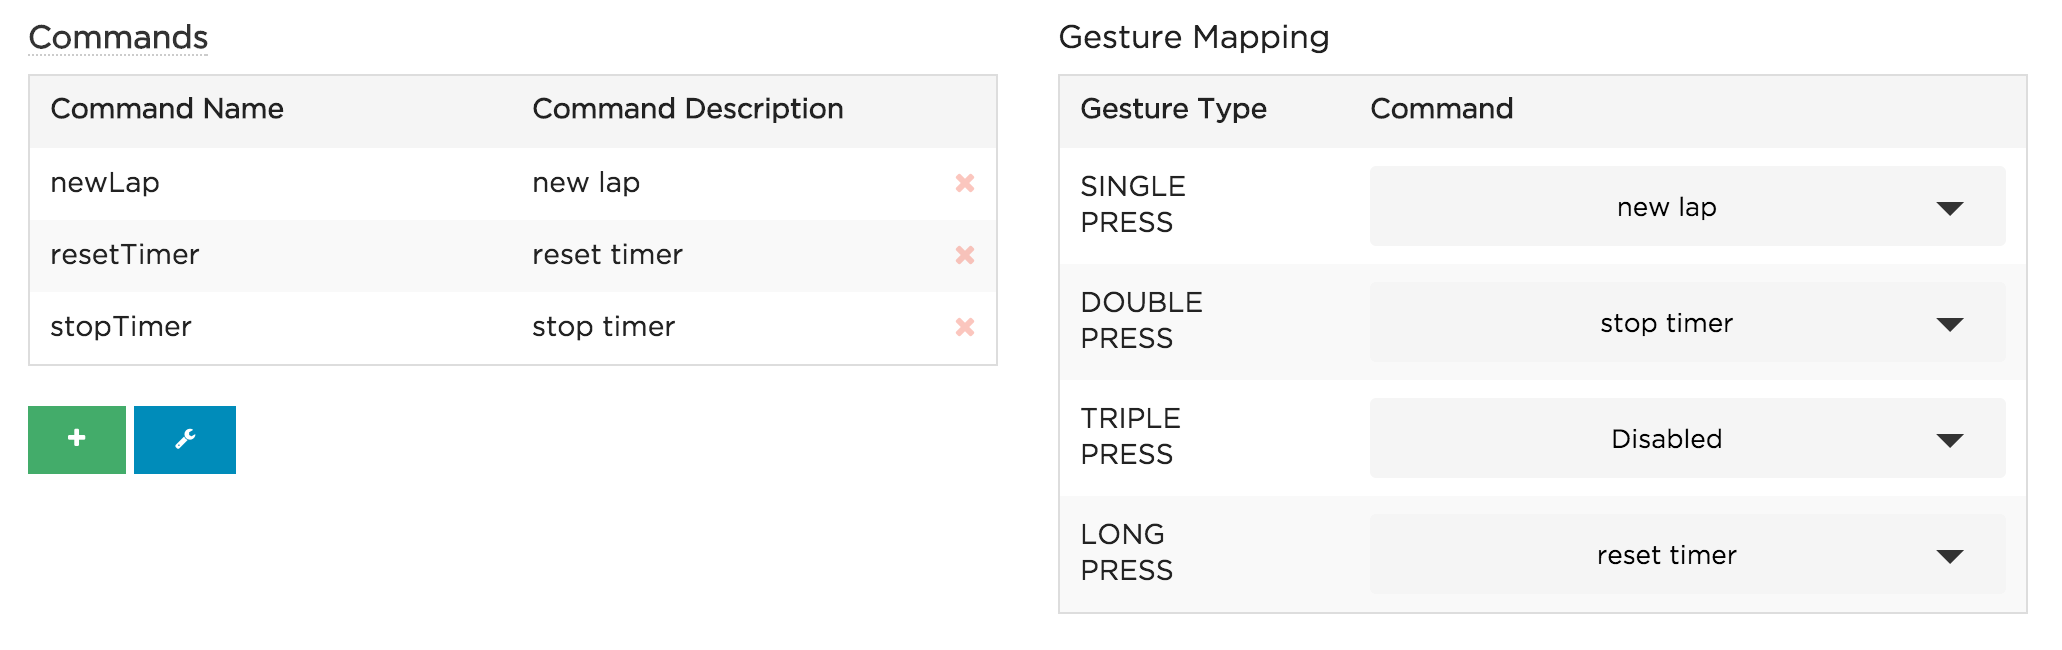 Commands
Command Name Command Description
newLap new lap
resetTimer reset timer
stopTimer stop timer
Gesture Mapping
Gesture Type Command
SINGLE
PRESS
new lap
DOUBLE
PRESS
stop timer
TRIPLE
PRESS
Disabled
LONG
PRESS
reset timer